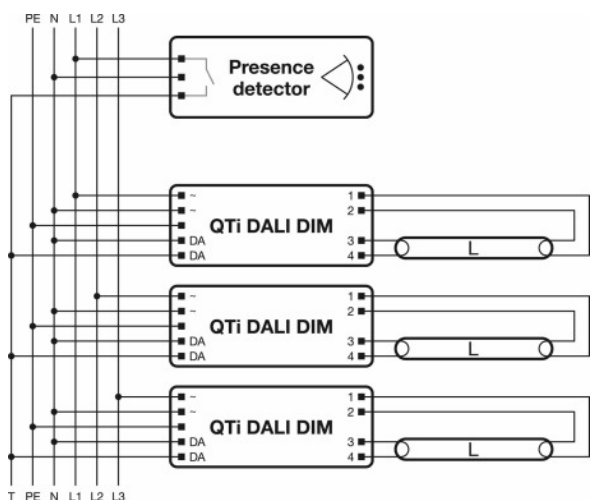 PE N L1 L2 L3
Presence
detector
~ 1
~ 2
QTi DALI DIM
DA 3 L
DA 4
~ 1
~ 2
QTi DALI DIM
DA 3 L
DA 4
~ 1
~ 2
QTi DALI DIM
DA 3 L
DA 4
T PE N L1 L2 L3